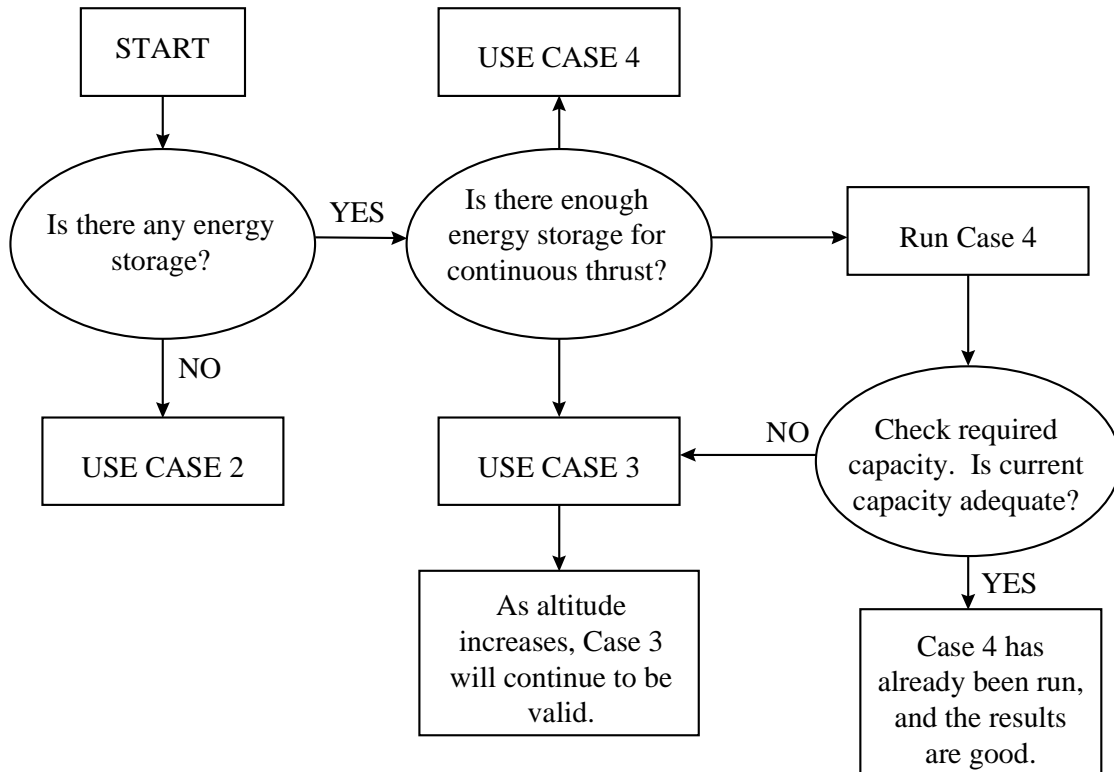 START
USE CASE 4
Is there any energy
storage?
YES
Is there enough
energy storage for
continuous thrust?
Run Case 4
NO
USE CASE 2
USE CASE 3
NO
Check required
capacity.  Is current
capacity adequate?
YES
As altitude
increases, Case 3
will continue to be
valid.
Case 4 has
already been run,
and the results
are good.